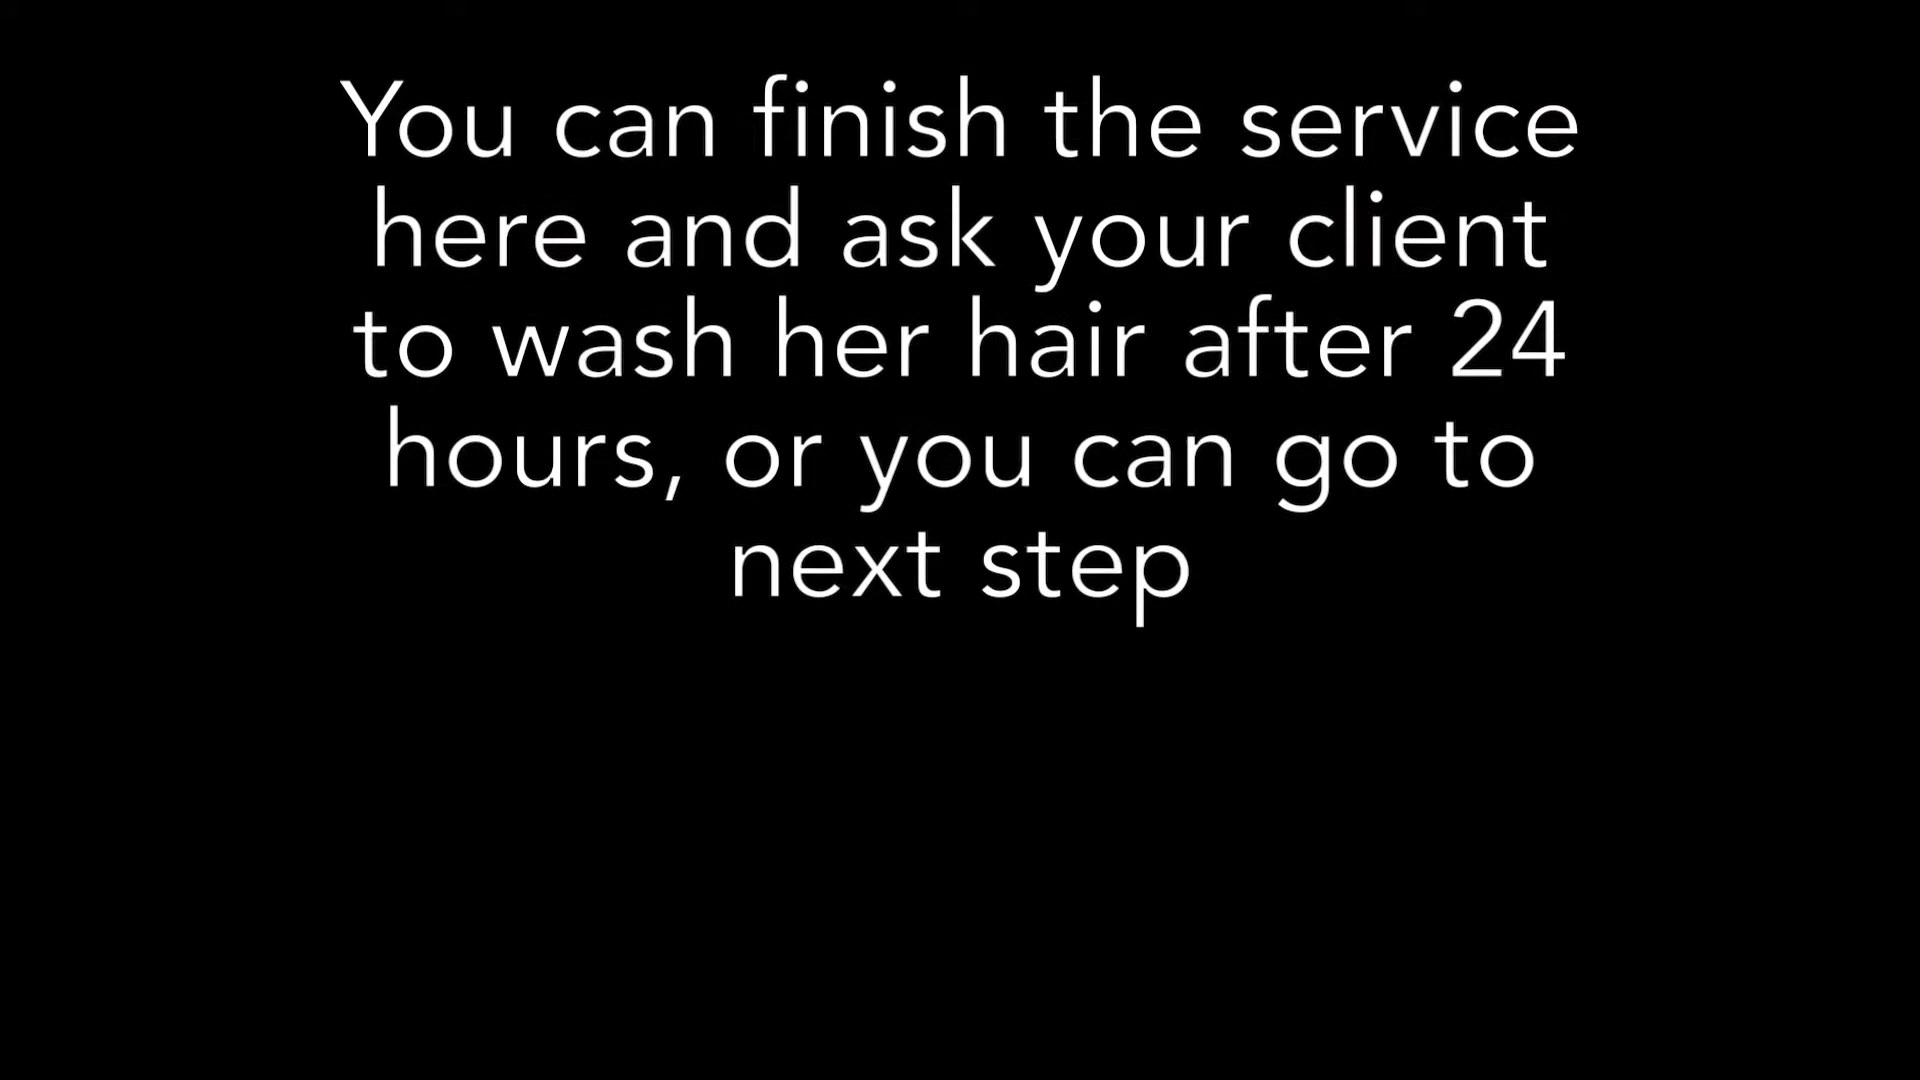 You can finish the service
here and ask your client
to wash her hair after 24
hours, or you can go to
next step